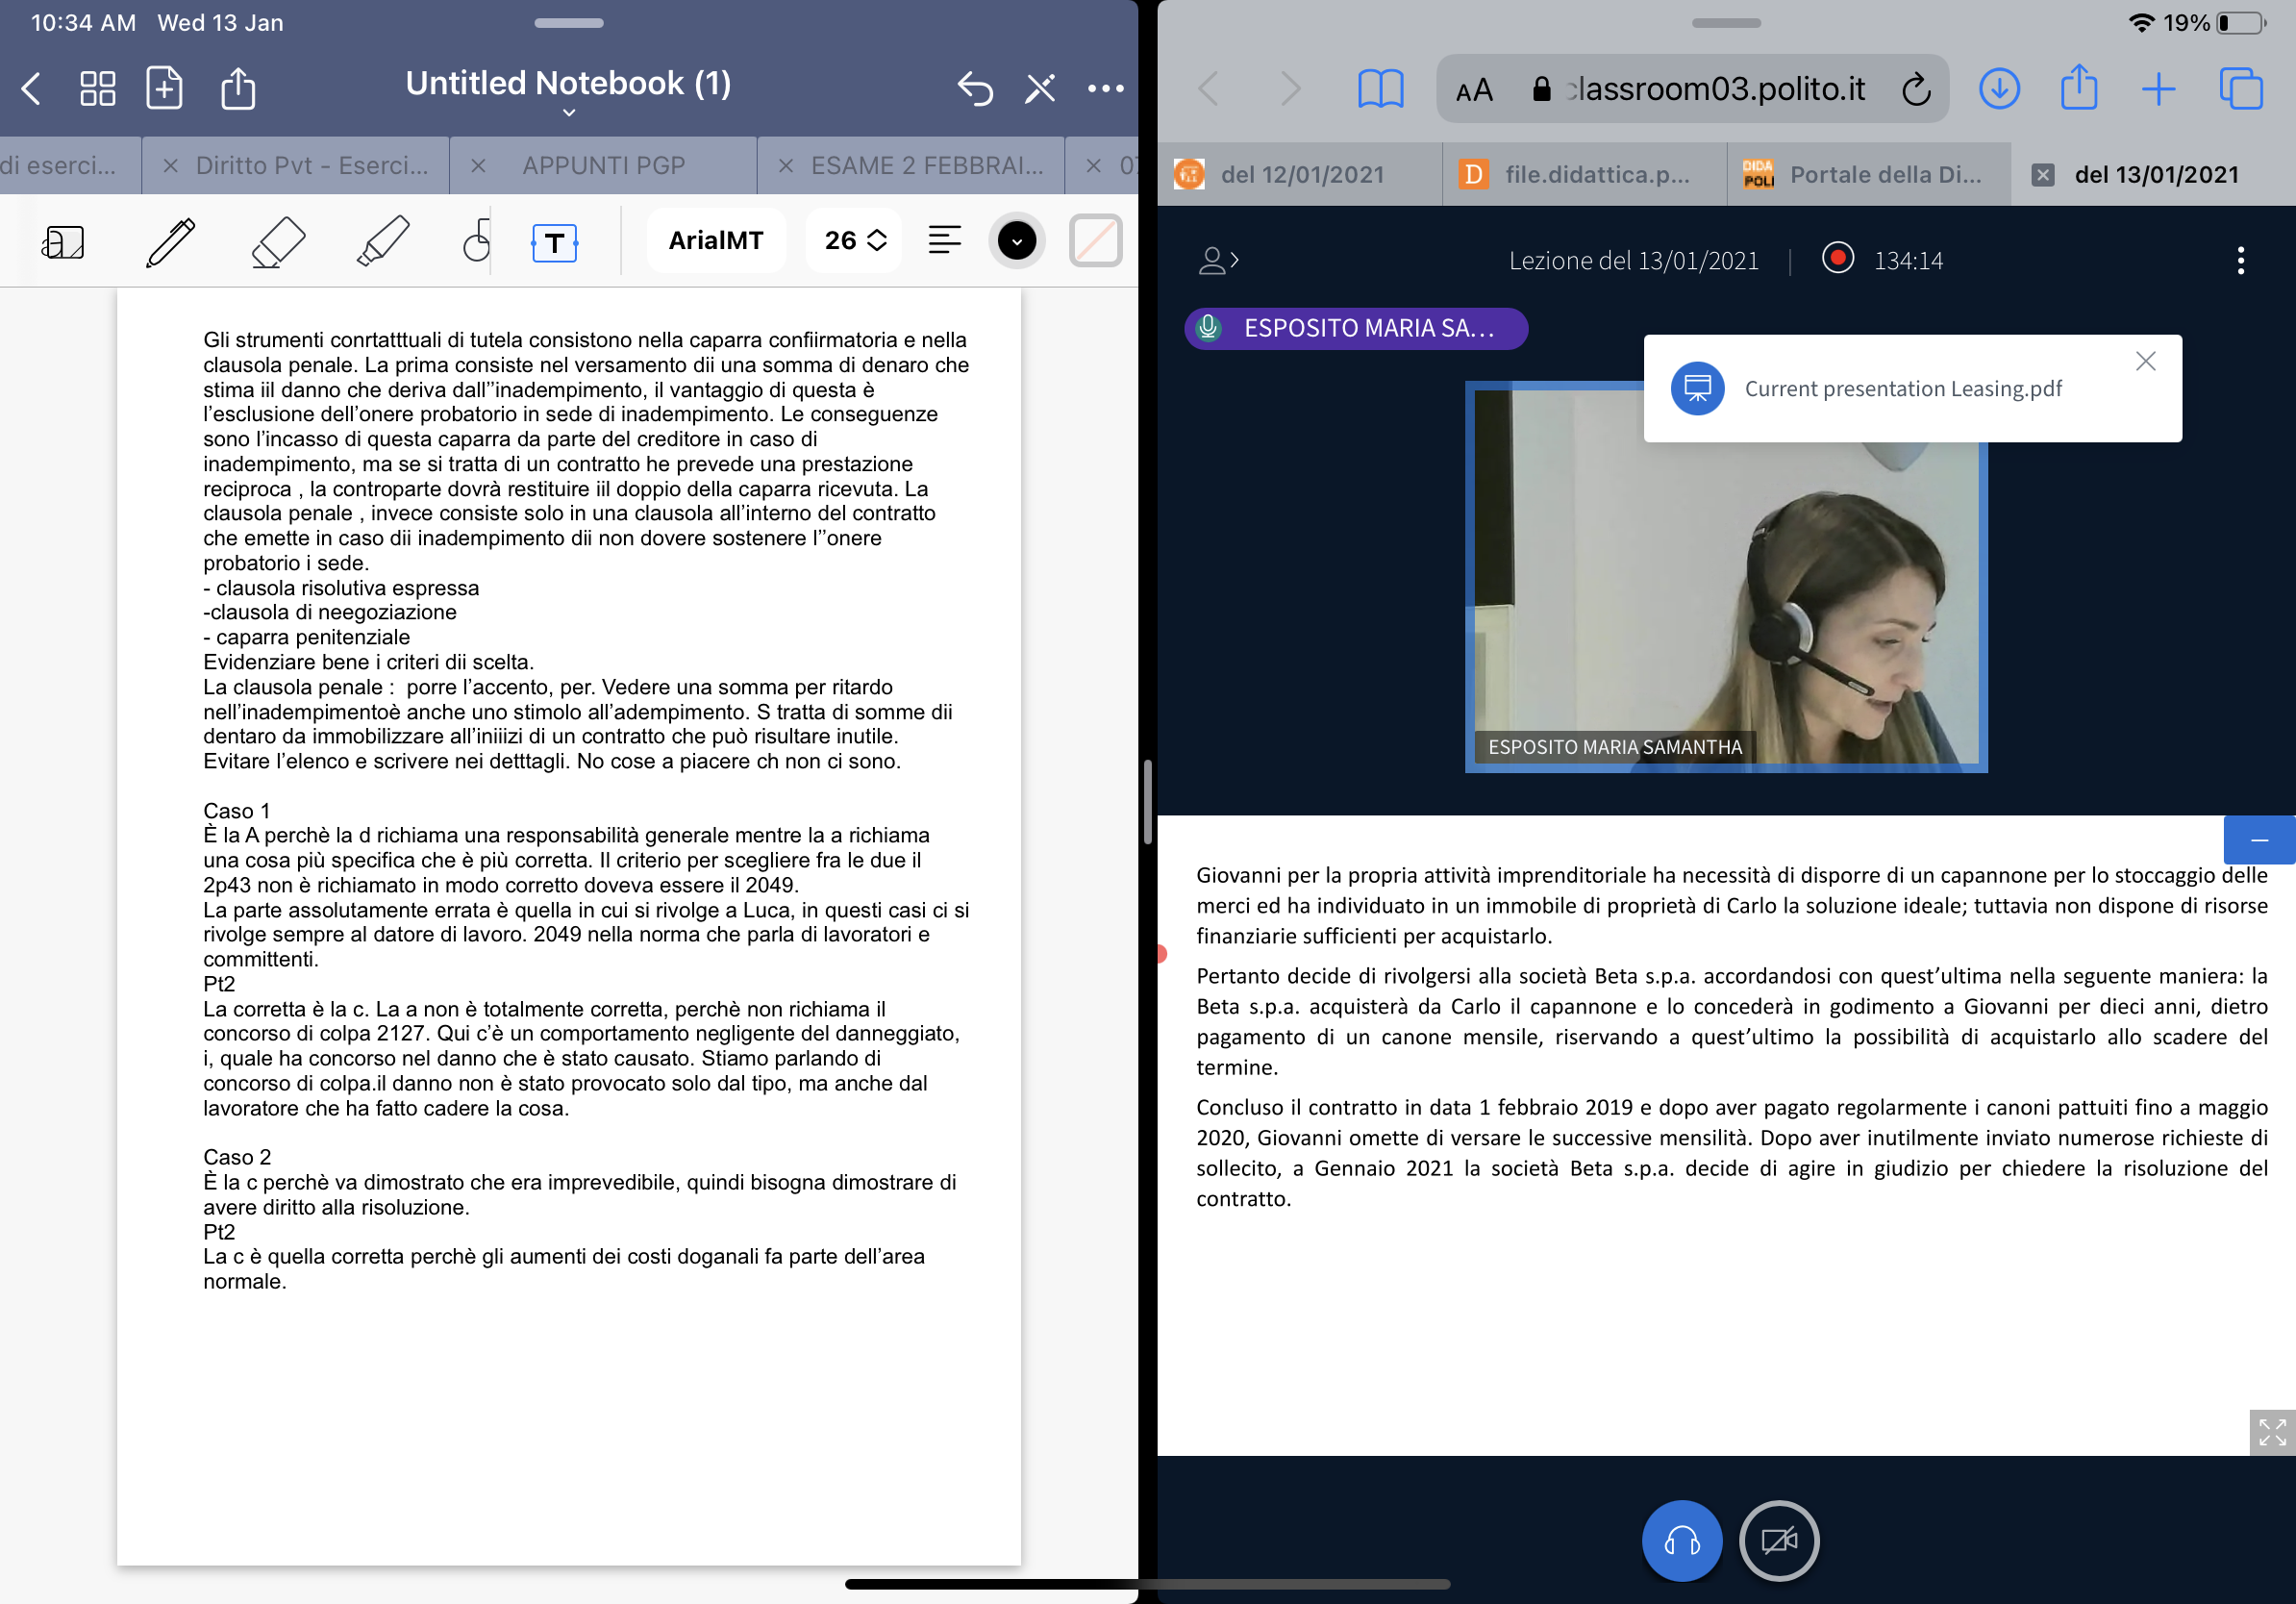 10:34 AM Wed 13 Jan
19%
Untitled Notebook (1)
di eserci...
Diritto Pvt - Eserci...
APPUNTI PGP
ESAME 2 FEBBRAI...
ArialMT
26
Gli strumenti conrtatttuali di tutela consistono nella caparra confiirmatoria e nella
clausola penale. La prima consiste nel versamento dii una somma di denaro che
stima iil danno che deriva dall’’inadempimento, il vantaggio di questa è
l’esclusione dell’onere probatorio in sede di inadempimento. Le conseguenze
sono l’incasso di questa caparra da parte del creditore in caso di
inadempimento, ma se si tratta di un contratto he prevede una prestazione
reciproca , la controparte dovrà restituire iil doppio della caparra ricevuta. La
clausola penale , invece consiste solo in una clausola all’interno del contratto
che emette in caso dii inadempimento dii non dovere sostenere l’’onere
probatorio i sede.
- clausola risolutiva espressa
-clausola di neegoziazione
- caparra penitenziale
Evidenziare bene i criteri dii scelta.
La clausola penale : porre l’accento, per. Vedere una somma per ritardo
nell’inadempimentoè anche uno stimolo all’adempimento. S tratta di somme dii
dentaro da immobilizzare all’iniiizi di un contratto che può risultare inutile.
Evitare l’elenco e scrivere nei detttagli. No cose a piacere ch non ci sono.
Caso 1
È la A perchè la d richiama una responsabilità generale mentre la a richiama
una cosa più specifica che è più corretta. Il criterio per scegliere fra le due il
2p43 non è richiamato in modo corretto doveva essere il 2049.
La parte assolutamente errata è quella in cui si rivolge a Luca, in questi casi ci si
rivolge sempre al datore di lavoro. 2049 nella norma che parla di lavoratori e
committenti.
Pt2
La corretta è la c. La a non è totalmente corretta, perchè non richiama il
concorso di colpa 2127. Qui c’è un comportamento negligente del danneggiato,
i, quale ha concorso nel danno che è stato causato. Stiamo parlando di
concorso di colpa.il danno non è stato provocato solo dal tipo, ma anche dal
lavoratore che ha fatto cadere la cosa.
Caso 2
È la c perchè va dimostrato che era imprevedibile, quindi bisogna dimostrare di
avere diritto alla risoluzione.
Pt2
La c è quella corretta perchè gli aumenti dei costi doganali fa parte dell’area
normale.
AA classroom03.polito.it
del 12/01/2021
D file.didattica.p...
DIDA POLI Portale della Di...
del 13/01/2021
Lezione del 13/01/2021 | 134:14
ESPOSITO MARIA SA...
Current presentation Leasing.pdf
ESPOSITO MARIA SAMANTHA
Giovanni per la propria attività imprenditoriale ha necessità di disporre di un capannone per lo stoccaggio delle
merci ed ha individuato in un immobile di proprietà di Carlo la soluzione ideale; tuttavia non dispone di risorse
finanziarie sufficienti per acquistarlo.
Pertanto decide di rivolgersi alla società Beta s.p.a. accordandosi con quest’ultima nella seguente maniera: la
Beta s.p.a. acquisterà da Carlo il capannone e lo concederà in godimento a Giovanni per dieci anni, dietro
pagamento di un canone mensile, riservando a quest’ultimo la possibilità di acquistarlo allo scadere del
termine.
Concluso il contratto in data 1 febbraio 2019 e dopo aver pagato regolarmente i canoni pattuiti fino a maggio
2020, Giovanni omette di versare le successive mensilità. Dopo aver inutilmente inviato numerose richieste di
sollecito, a Gennaio 2021 la società Beta s.p.a. decide di agire in giudizio per chiedere la risoluzione del
contratto.